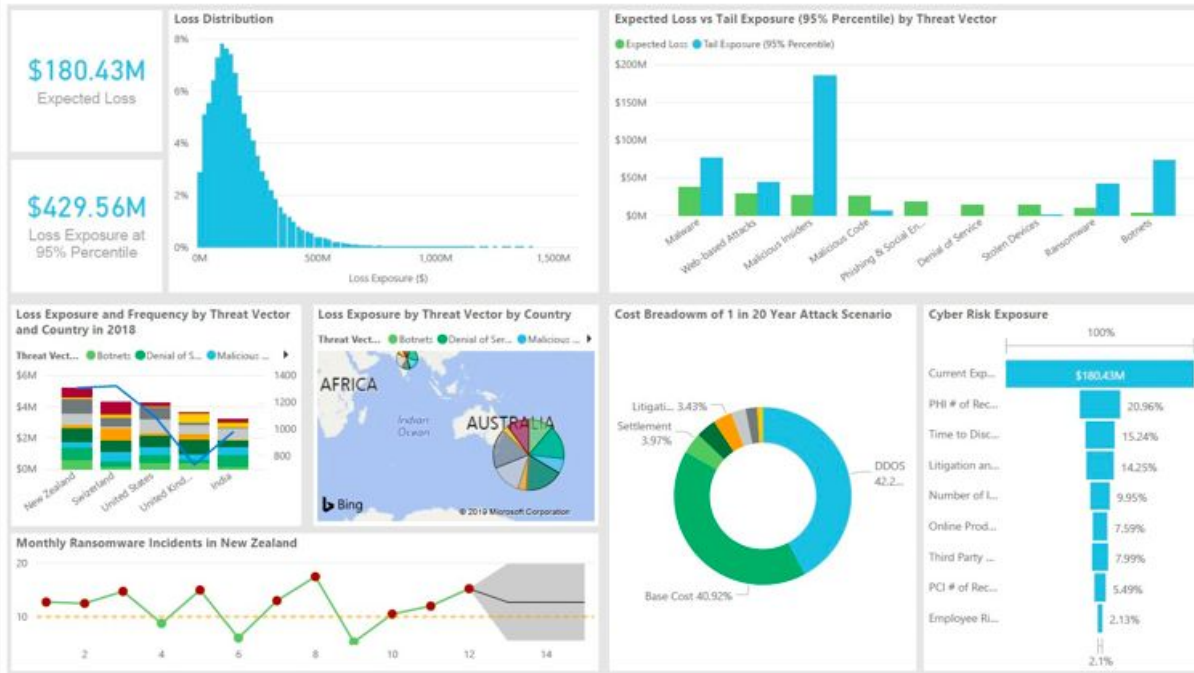 $180.43M
Expected Loss
$429.56M
Loss Exposure at
95% Percentile
Loss Distribution
8%
6%
4%
2%
0%
0M
500M
1,000M
1,500M
Loss Exposure ($)
Expected Loss vs Tail Exposure (95% Percentile) by Threat Vector
Expected Loss Tail Exposure (95% Percentile)
$200M
$150M
$100M
$50M
$0M
Malware
Web-based Attacks
Malicious Insiders
Malicious Code
Phishing & Social En...
Denial of Service
Stolen Devices
Ransomware
Botnets
Loss Exposure and Frequency by Threat Vector
and Country in 2018
Threat Vect... Botnets Denial of S... Malicious ...
$6M
$4M
$2M
$0M
1400
1200
1000
800
New Zealand
Swizerland
United States
United Kind...
India
Loss Exposure by Threat Vector by Country
Threat Vect... Botnets Denial of Ser... Malicious ...
AFRICA
Indian
Ocean
AUSTRALIA
Bing
© 2019 Microsoft Corporation
Monthly Ransomware Incidents in New Zealand
20
10
2
4
6
8
10
12
14
Cost Breadowm of 1 in 20 Year Attack Scenario
Litigati... 3.43%
Settlement
3.97%
DDOS
42.2...
Base Cost 40.92%
Cyber Risk Exposure
100%
Current Exp... $180.43M
PHI # of Rec... 20.96%
Time to Disc... 15.24%
Litigation an... 14.25%
Number of I... 9.95%
Online Prod... 7.59%
Third Party ... 7.99%
PCI # of Rec... 5.49%
Employee Ri... 2.13%
2.1%